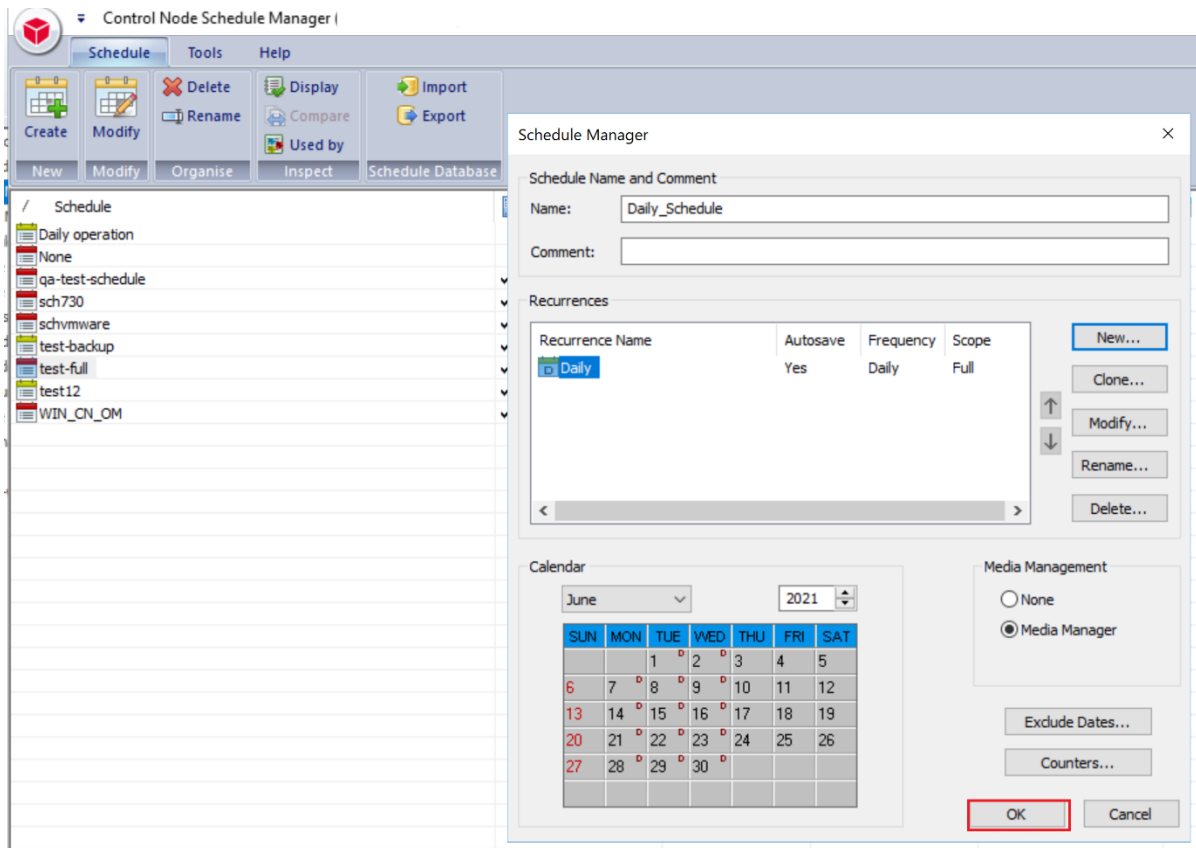 Control Node Schedule Manager (
Schedule Tools Help
Create
Modify
Delete
Rename
Display
Compare
Used by
Import
Export
New Modify Organise Inspect Schedule Database
/ Schedule
Daily operation
None
qa-test-schedule
sch730
schvmware
test-backup
test-full
test12
WIN_CN_OM
Schedule Manager
Schedule Name and Comment
Name: Daily_Schedule
Comment:
Recurrences
Recurrence Name Autosave Frequency Scope
D Daily Yes Daily Full
New...
Clone...
Modify...
Rename...
Delete...
Calendar
June 2021
SUN MON TUE WED THU FRI SAT
1 D 2 D 3 4 5
6 7 D 8 D 9 D 10 11 12
13 14 D 15 D 16 D 17 18 19
20 21 D 22 D 23 D 24 25 26
27 28 D 29 D 30 D
Media Management
None
Media Manager
Exclude Dates...
Counters...
OK Cancel